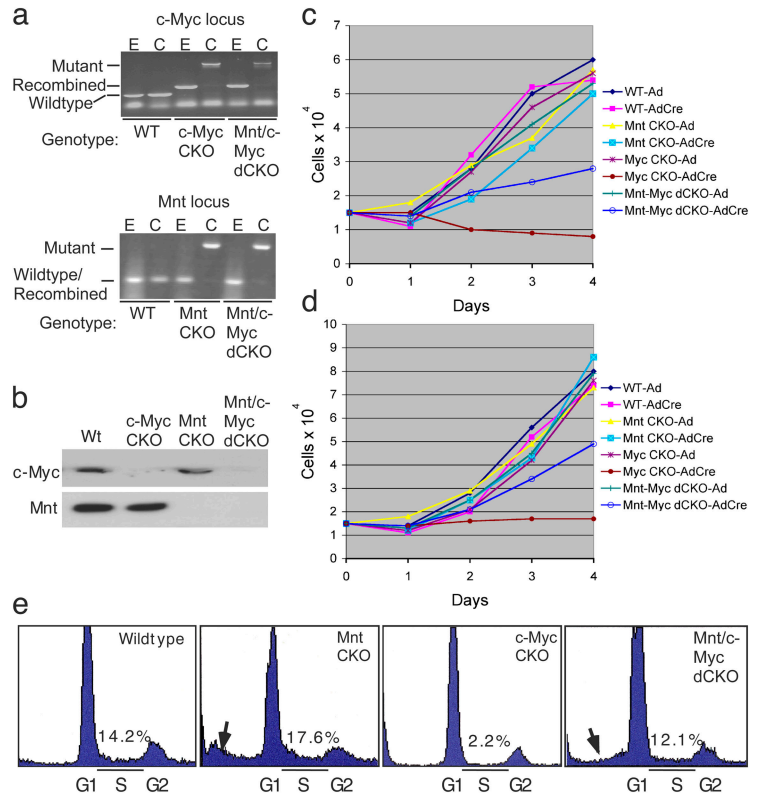 a
c-Myc locus
E C E C E C
Mutant
Recombined
Wildtype
Genotype: WT c-Myc CKO Mnt/c-Myc dCKO
Mnt locus
E C E C E C
Mutant
Wildtype/
Recombined
Genotype: WT Mnt CKO Mnt/c-Myc dCKO
b
Wt c-Myc CKO Mnt CKO Mnt/c-Myc dCKO
c-Myc
Mnt
c
Cells x 10^4
7
6
5
4
3
2
1
0
0 1 2 3 4
Days
WT-Ad
WT-AdCre
Mnt CKO-Ad
Mnt CKO-AdCre
Myc CKO-Ad
Myc CKO-AdCre
Mnt-Myc dCKO-Ad
Mnt-Myc dCKO-AdCre
d
Cells x 10^4
10
9
8
7
6
5
4
3
2
1
0
0 1 2 3 4
Days
WT-Ad
WT-AdCre
Mnt CKO-Ad
Mnt CKO-AdCre
Myc CKO-Ad
Myc CKO-AdCre
Mnt-Myc dCKO-Ad
Mnt-Myc dCKO-AdCre
e
Wildtype
14.2%
G1 S G2
Mnt
CKO
17.6%
G1 S G2
c-Myc
CKO
2.2%
G1 S G2
Mnt/c-
Myc
dCKO
12.1%
G1 S G2